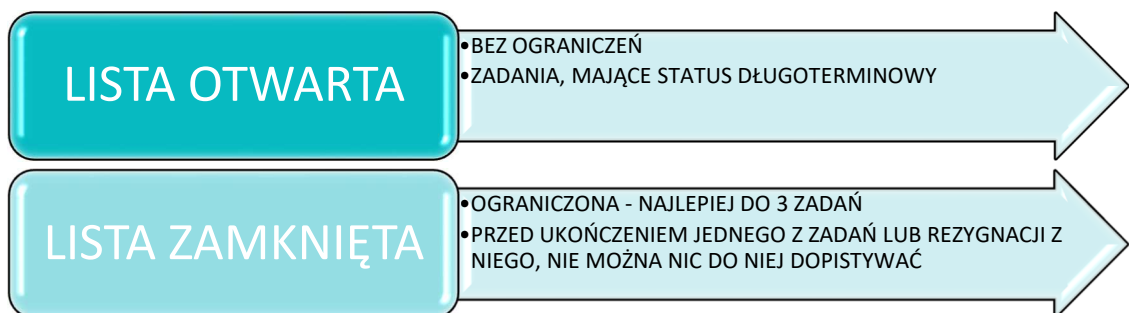 LISTA OTWARTA
•BEZ OGRANICZEŃ
•ZADANIA, MAJĄCE STATUS DŁUGOTERMINOWY
LISTA ZAMKNIĘTA
•OGRANICZONA - NAJLEPIEJ DO 3 ZADAŃ
•PRZED UKOŃCZENIEM JEDNEGO Z ZADAŃ LUB REZYGNACJI Z
NIEGO, NIE MOŻNA NIC DO NIEJ DOPISTYWAĆ